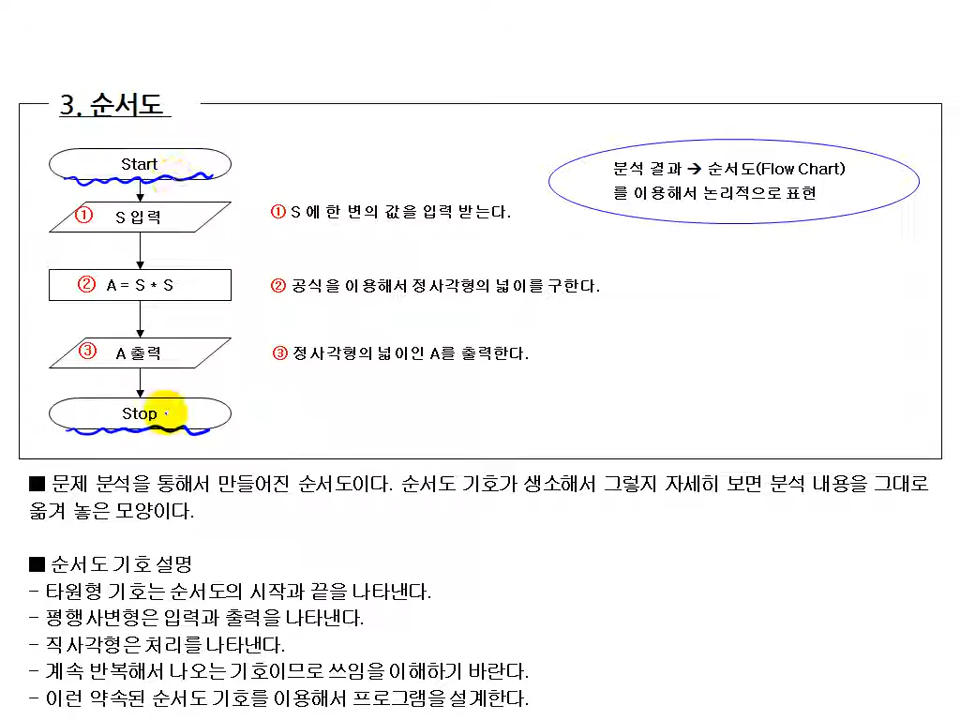 3. 순서도
Start
① S 입력
② A = S * S
③ A 출력
Stop
① S 에 한 변의 값을 입력 받는다.
② 공식을 이용해서 정사각형의 넓이를 구한다.
③ 정사각형의 넓이인 A를 출력한다.
분석 결과 → 순서도(Flow Chart)
를 이용해서 논리적으로 표현
■ 문제 분석을 통해서 만들어진 순서도이다. 순서도 기호가 생소해서 그렇지 자세히 보면 분석 내용을 그대로
옮겨 놓은 모양이다.
■ 순서도 기호 설명
- 타원형 기호는 순서도의 시작과 끝을 나타낸다.
- 평행사변형은 입력과 출력을 나타낸다.
- 직사각형은 처리를 나타낸다.
- 계속 반복해서 나오는 기호이므로 쓰임을 이해하기 바란다.
- 이런 약속된 순서도 기호를 이용해서 프로그램을 설계한다.